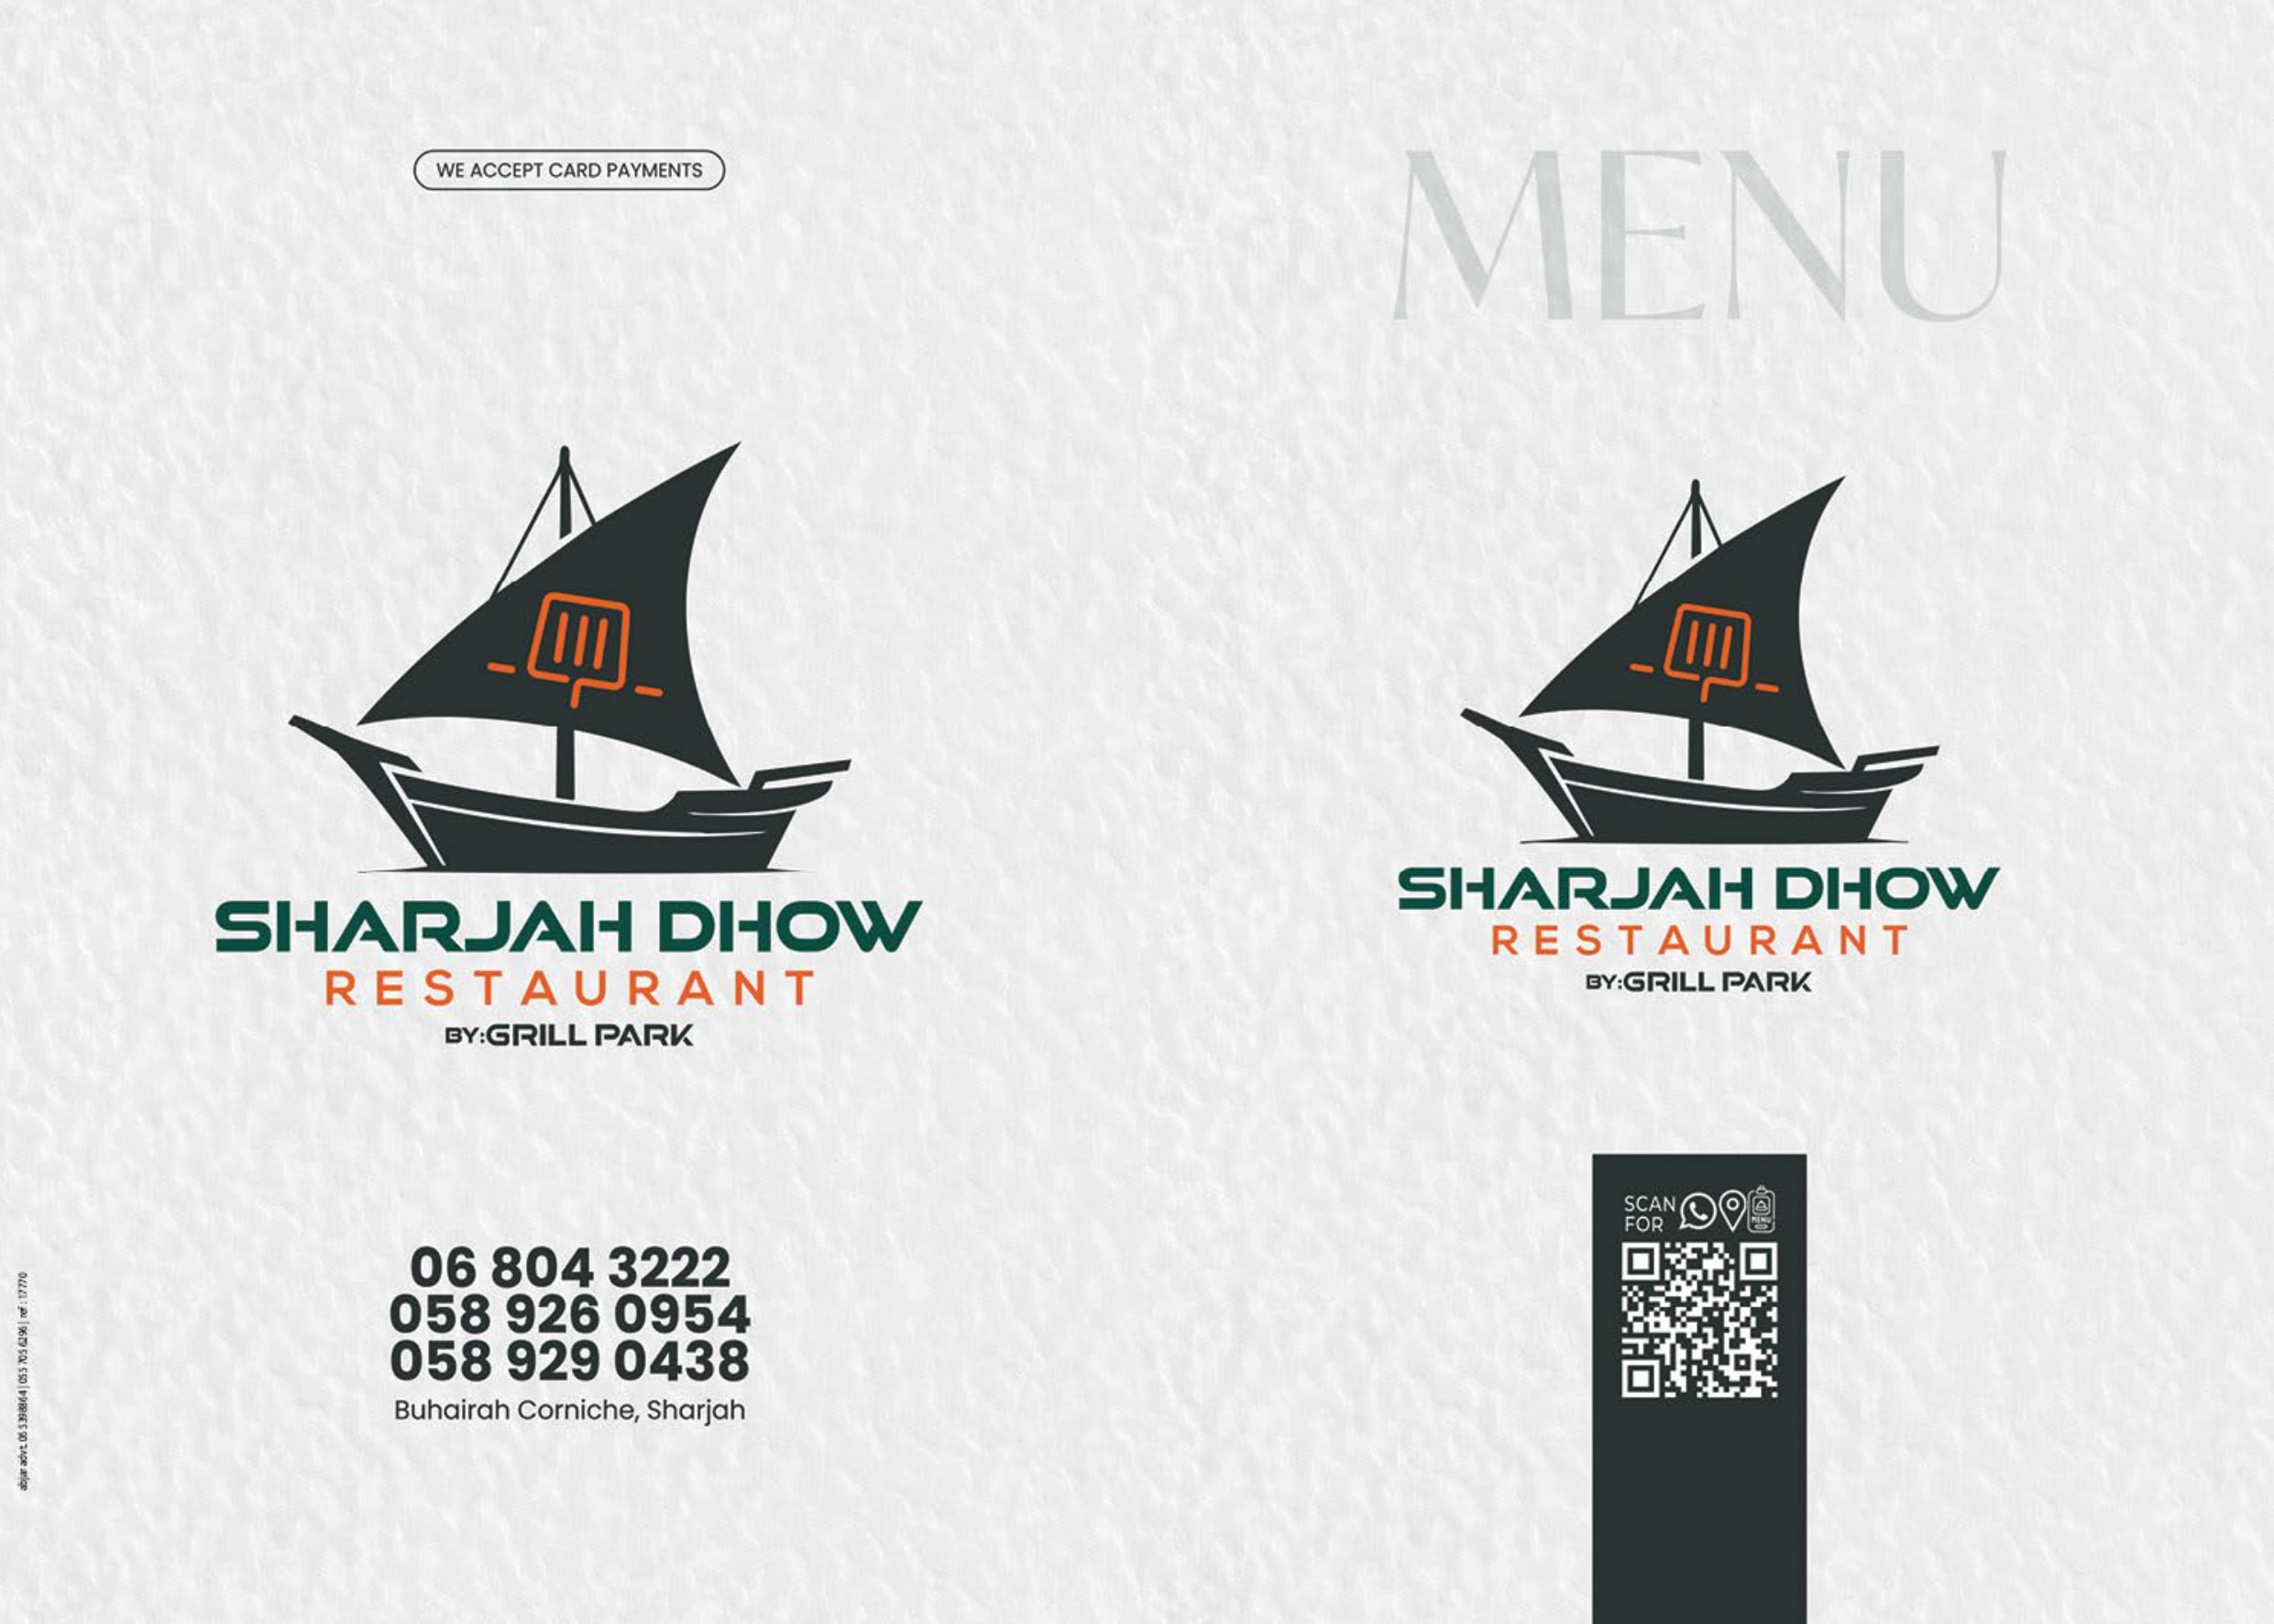 WE ACCEPT CARD PAYMENTS
SHARJAH DHOW
RESTAURANT
BY:GRILL PARK
06 804 3222
058 926 0954
058 929 0438
Buhairah Corniche, Sharjah
abjar advt. 06 5398864 | 055 705 6296 | ref : 17770
MENU
SHARJAH DHOW
RESTAURANT
BY:GRILL PARK
SCAN
FOR
MENU